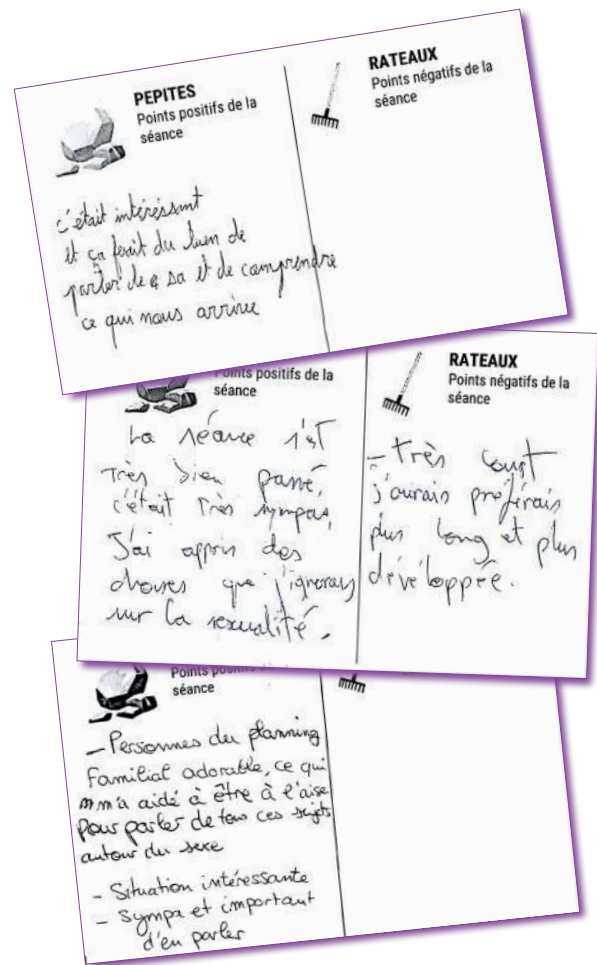 PEPITES
Points positifs de la
séance
RATEAUX
Points négatifs de la
séance
c'était intéréssant
et ça ferait du bien de
parler de sa et de comprendre
ce qui nous arrive
Points positifs de la
séance
RATEAUX
Points négatifs de la
séance
La séance s'est
Très bien passé,
c'était Très sympas,
J'ai appris des
choses que j'ignorais
sur la sexualité.
- Très court
j'aurais préférais
plus long et plus
développée.
Points
séance
- Personnes du planning
Familial adorable, ce qui
m'a aidé à être à l'aise
Pour parler de tous ces sujets
autour du sexe
- Situation intéressante
- Sympa et important
d'en parler